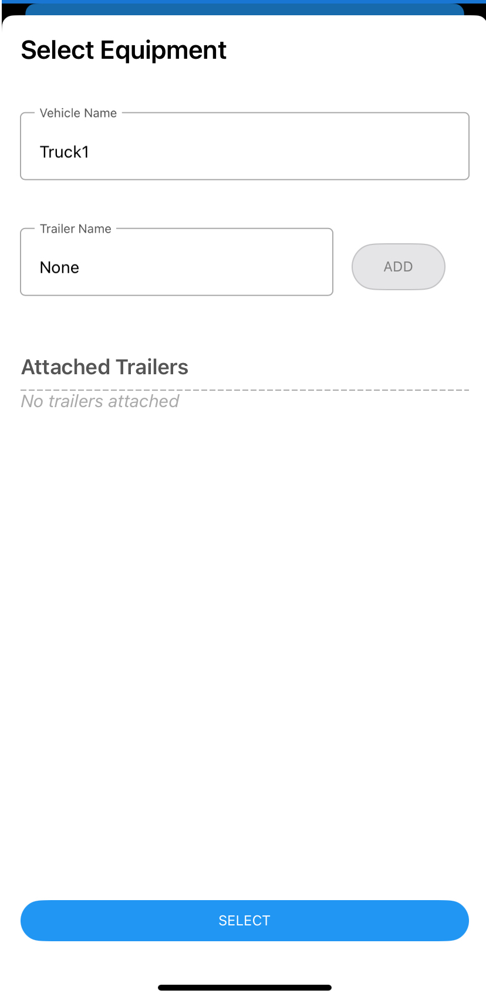 Select Equipment
Vehicle Name
Truck1
Trailer Name
None
ADD
Attached Trailers
No trailers attached
SELECT